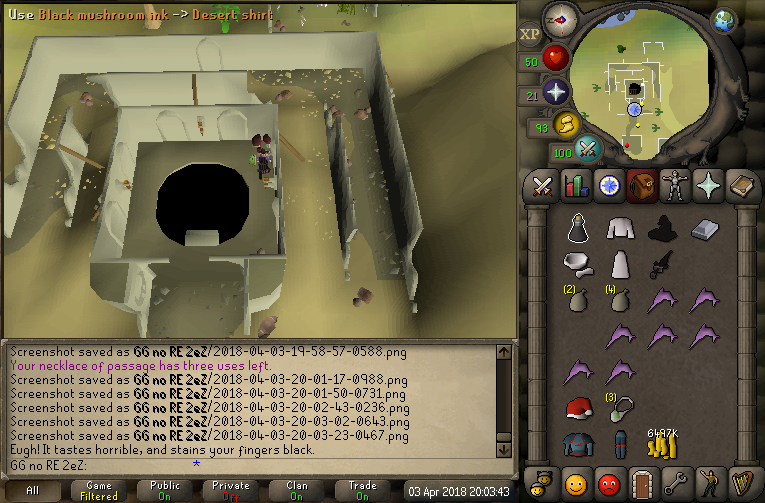 Use Black mushroom ink -> Desert shirt
XP
50
21
93
100
(2)
(4)
(3)
6497K
Screenshot saved as GG no RE 2eZ/2018-04-03-19-58-57-0588.png
Your necklace of passage has three uses left.
Screenshot saved as GG no RE 2eZ/2018-04-03-20-01-17-0988.png
Screenshot saved as GG no RE 2eZ/2018-04-03-20-01-50-0731.png
Screenshot saved as GG no RE 2eZ/2018-04-03-20-02-43-0236.png
Screenshot saved as GG no RE 2eZ/2018-04-03-20-03-02-0643.png
Screenshot saved as GG no RE 2eZ/2018-04-03-20-03-23-0467.png
Eugh! It tastes horrible, and stains your fingers black.
GG no RE 2eZ: *
All
Game
Filtered
Public
On
Private
Off
Clan
On
Trade
On
03 Apr 2018 20:03:43